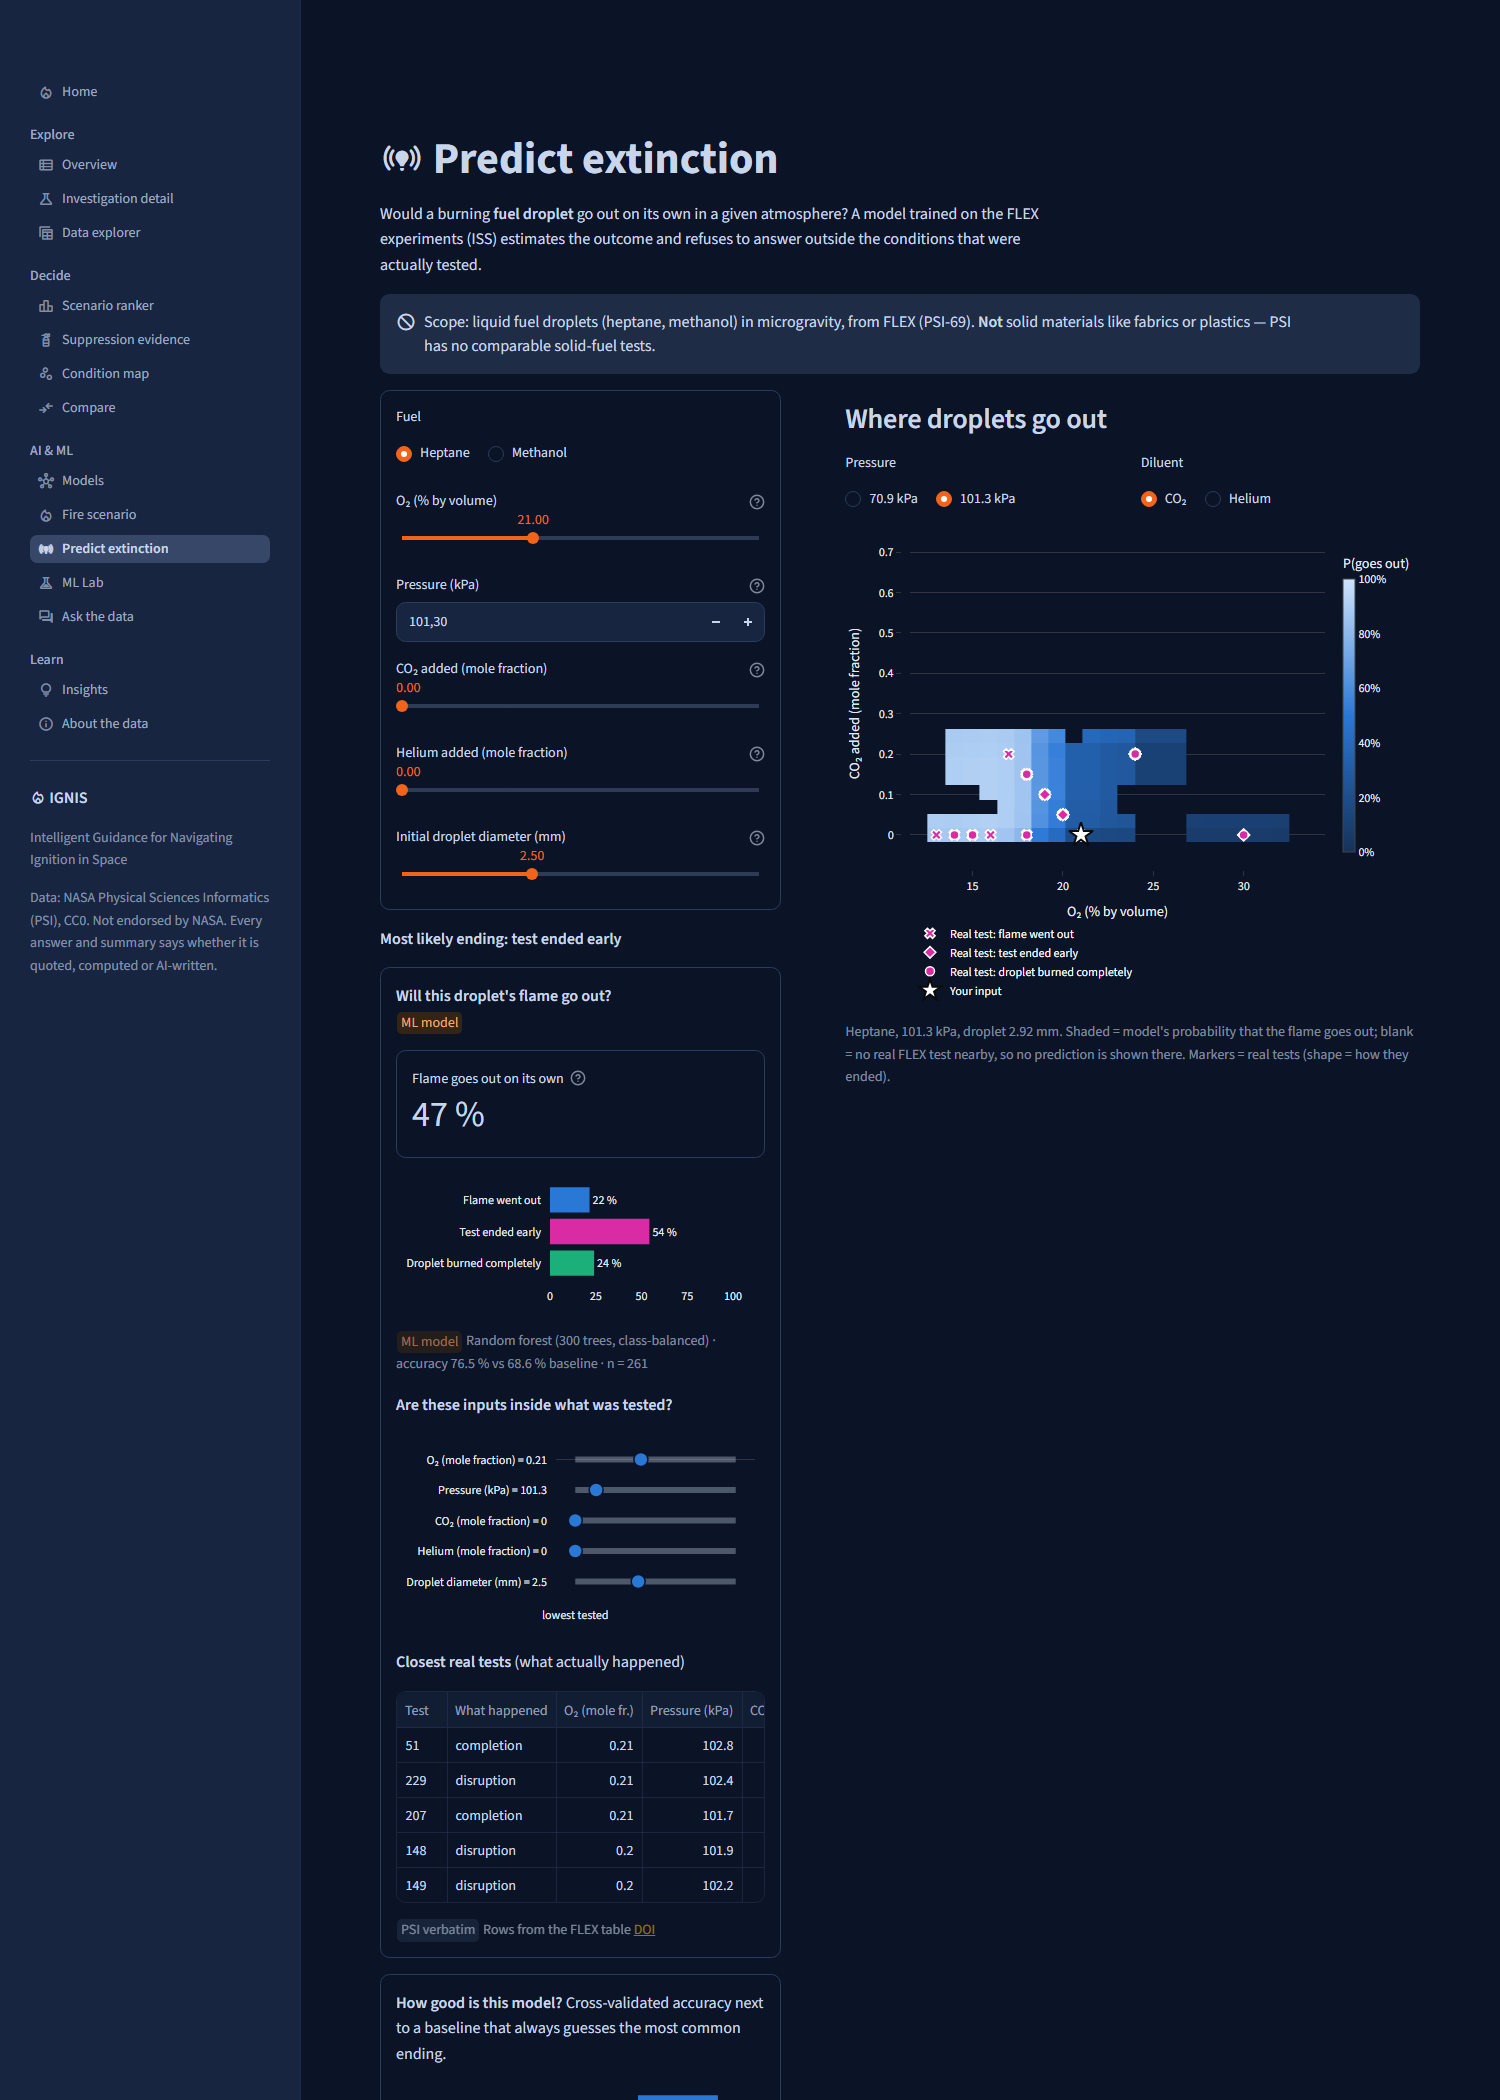 Home
Explore
Overview
Investigation detail
Data explorer
Decide
Scenario ranker
Suppression evidence
Condition map
Compare
AI & ML
Models
Fire scenario
Predict extinction
ML Lab
Ask the data
Learn
Insights
About the data
IGNIS
Intelligent Guidance for Navigating
Ignition in Space
Data: NASA Physical Sciences Informatics
(PSI), CC0. Not endorsed by NASA. Every
answer and summary says whether it is
quoted, computed or AI-written.
Predict extinction
Would a burning fuel droplet go out on its own in a given atmosphere? A model trained on the FLEX
experiments (ISS) estimates the outcome and refuses to answer outside the conditions that were
actually tested.
Scope: liquid fuel droplets (heptane, methanol) in microgravity, from FLEX (PSI-69). Not solid materials like fabrics or plastics — PSI
has no comparable solid-fuel tests.
Fuel
Heptane Methanol
O₂ (% by volume)
21.00
Pressure (kPa)
101,30
CO₂ added (mole fraction)
0.00
Helium added (mole fraction)
0.00
Initial droplet diameter (mm)
2.50
Most likely ending: test ended early
Will this droplet's flame go out?
ML model
Flame goes out on its own
47 %
Flame went out 22 %
Test ended early 54 %
Droplet burned completely 24 %
0 25 50 75 100
ML model Random forest (300 trees, class-balanced) ·
accuracy 76.5 % vs 68.6 % baseline · n = 261
Are these inputs inside what was tested?
O₂ (mole fraction) = 0.21
Pressure (kPa) = 101.3
CO₂ (mole fraction) = 0
Helium (mole fraction) = 0
Droplet diameter (mm) = 2.5
lowest tested
Closest real tests (what actually happened)
Test What happened O₂ (mole fr.) Pressure (kPa) CO
51 completion 0.21 102.8
229 disruption 0.21 102.4
207 completion 0.21 101.7
148 disruption 0.2 101.9
149 disruption 0.2 102.2
PSI verbatim Rows from the FLEX table DOI
How good is this model? Cross-validated accuracy next
to a baseline that always guesses the most common
ending.
Where droplets go out
Pressure Diluent
70.9 kPa 101.3 kPa CO₂ Helium
P(goes out)
100%
80%
60%
40%
20%
0%
CO₂ added (mole fraction)
0.7
0.6
0.5
0.4
0.3
0.2
0.1
0
15 20 25 30
O₂ (% by volume)
Real test: flame went out
Real test: test ended early
Real test: droplet burned completely
Your input
Heptane, 101.3 kPa, droplet 2.92 mm. Shaded = model's probability that the flame goes out; blank
= no real FLEX test nearby, so no prediction is shown there. Markers = real tests (shape = how they
ended).